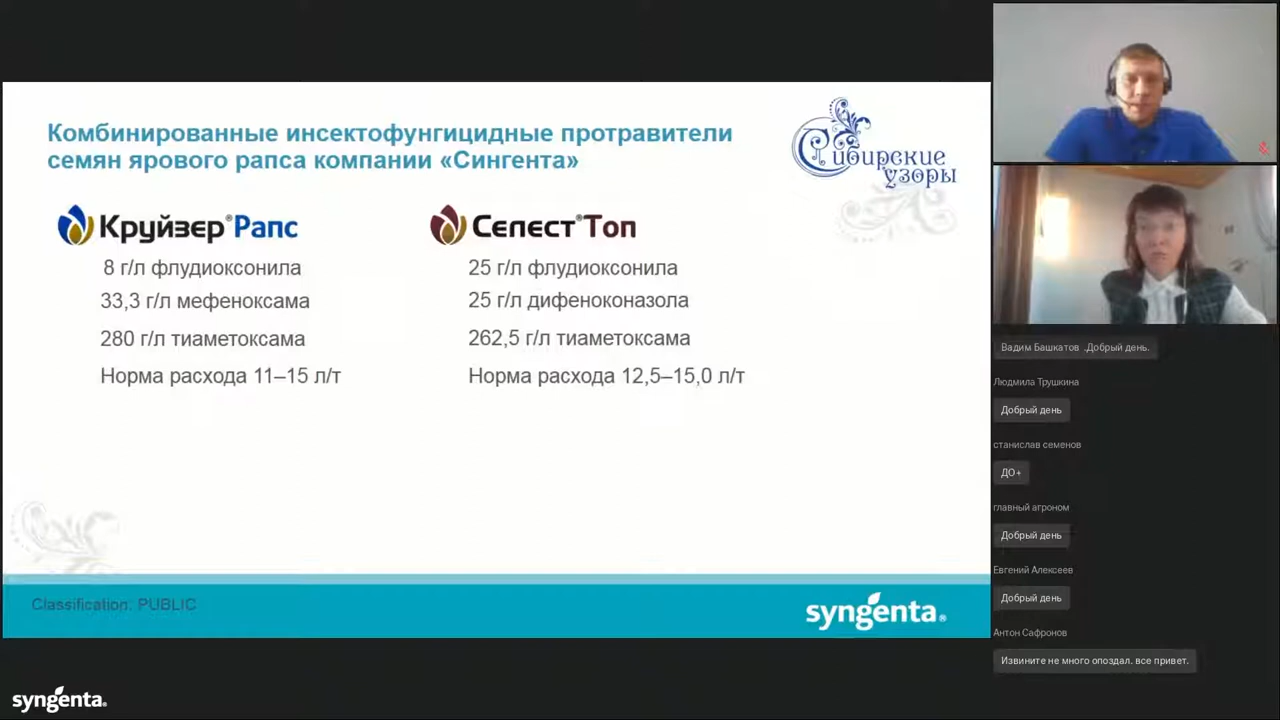 Комбинированные инсектофунгицидные протравители
семян ярового рапса компании «Сингента»
Сибирские
узоры
Круйзер® Рапс
8 г/л флудиоксонила
33,3 г/л мефеноксама
280 г/л тиаметоксама
Норма расхода 11–15 л/т
Селест® Топ
25 г/л флудиоксонила
25 г/л дифеноконазола
262,5 г/л тиаметоксама
Норма расхода 12,5–15,0 л/т
Classification: PUBLIC
syngenta®
syngenta®
Вадим Башкатов .Добрый день.
Людмила Трушкина
Добрый день
станислав семенов
ДО+
главный агроном
Добрый день
Евгений Алексеев
Добрый день
Антон Сафронов
Извините не много опоздал. все привет.